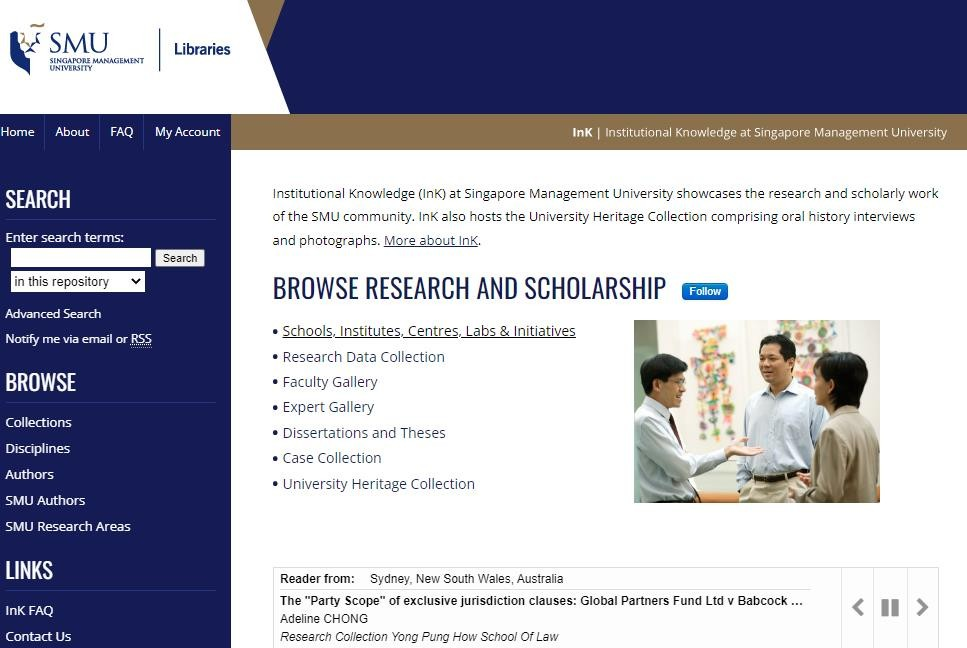 SMU
SINGAPORE MANAGEMENT
UNIVERSITY
Libraries
Home
About
FAQ
My Account
InK | Institutional Knowledge at Singapore Management University
SEARCH
Enter search terms:
Search
in this repository
Advanced Search
Notify me via email or RSS
BROWSE
Collections
Disciplines
Authors
SMU Authors
SMU Research Areas
LINKS
InK FAQ
Contact Us
Institutional Knowledge (InK) at Singapore Management University showcases the research and scholarly work
of the SMU community. InK also hosts the University Heritage Collection comprising oral history interviews
and photographs. More about InK.
BROWSE RESEARCH AND SCHOLARSHIP
Follow
• Schools, Institutes, Centres, Labs & Initiatives
• Research Data Collection
• Faculty Gallery
• Expert Gallery
• Dissertations and Theses
• Case Collection
• University Heritage Collection
Reader from: Sydney, New South Wales, Australia
The "Party Scope" of exclusive jurisdiction clauses: Global Partners Fund Ltd v Babcock ...
Adeline CHONG
Research Collection Yong Pung How School Of Law